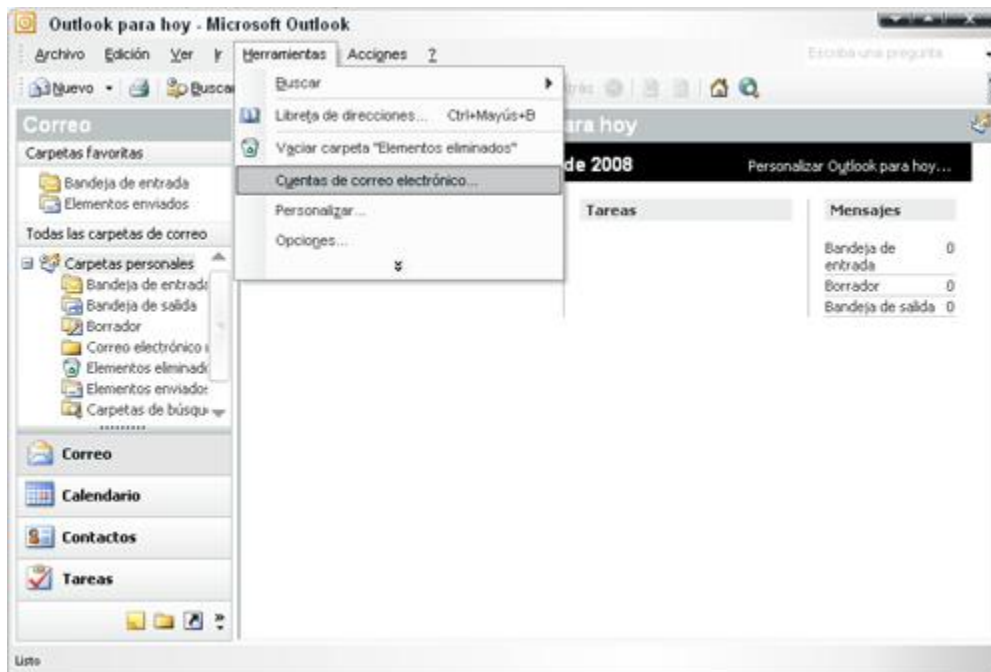 Outlook para hoy - Microsoft Outlook
Archivo Edición Ver Ir Herramientas Acciones ?
Escriba una pregunta
Nuevo Buscar
Buscar
Libreta de direcciones... Ctrl+Mayús+B
Vaciar carpeta "Elementos eliminados"
Cuentas de correo electrónico...
Personalizar...
Opciones...
Correo
ara hoy
Carpetas favoritas
Bandeja de entrada
Elementos enviados
de 2008 Personalizar Outlook para hoy...
Tareas Mensajes
Bandeja de 0
entrada
Borrador 0
Bandeja de salida 0
Todas las carpetas de correo
Carpetas personales
Bandeja de entrada
Bandeja de salida
Borrador
Correo electrónico
Elementos eliminad
Elementos enviados
Carpetas de búsqu
Correo
Calendario
Contactos
Tareas
Listo